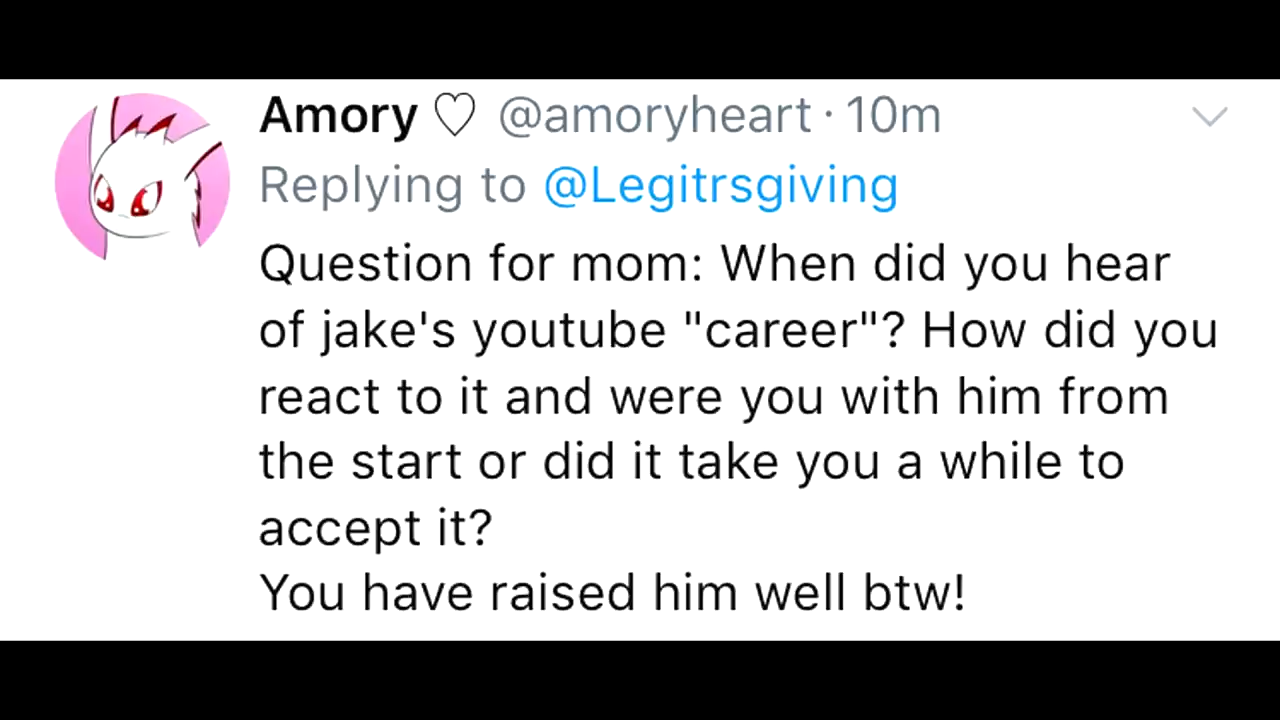 Amory ♡ @amoryheart · 10m
Replying to @Legitrsgiving
Question for mom: When did you hear
of jake's youtube "career"? How did you
react to it and were you with him from
the start or did it take you a while to
accept it?
You have raised him well btw!